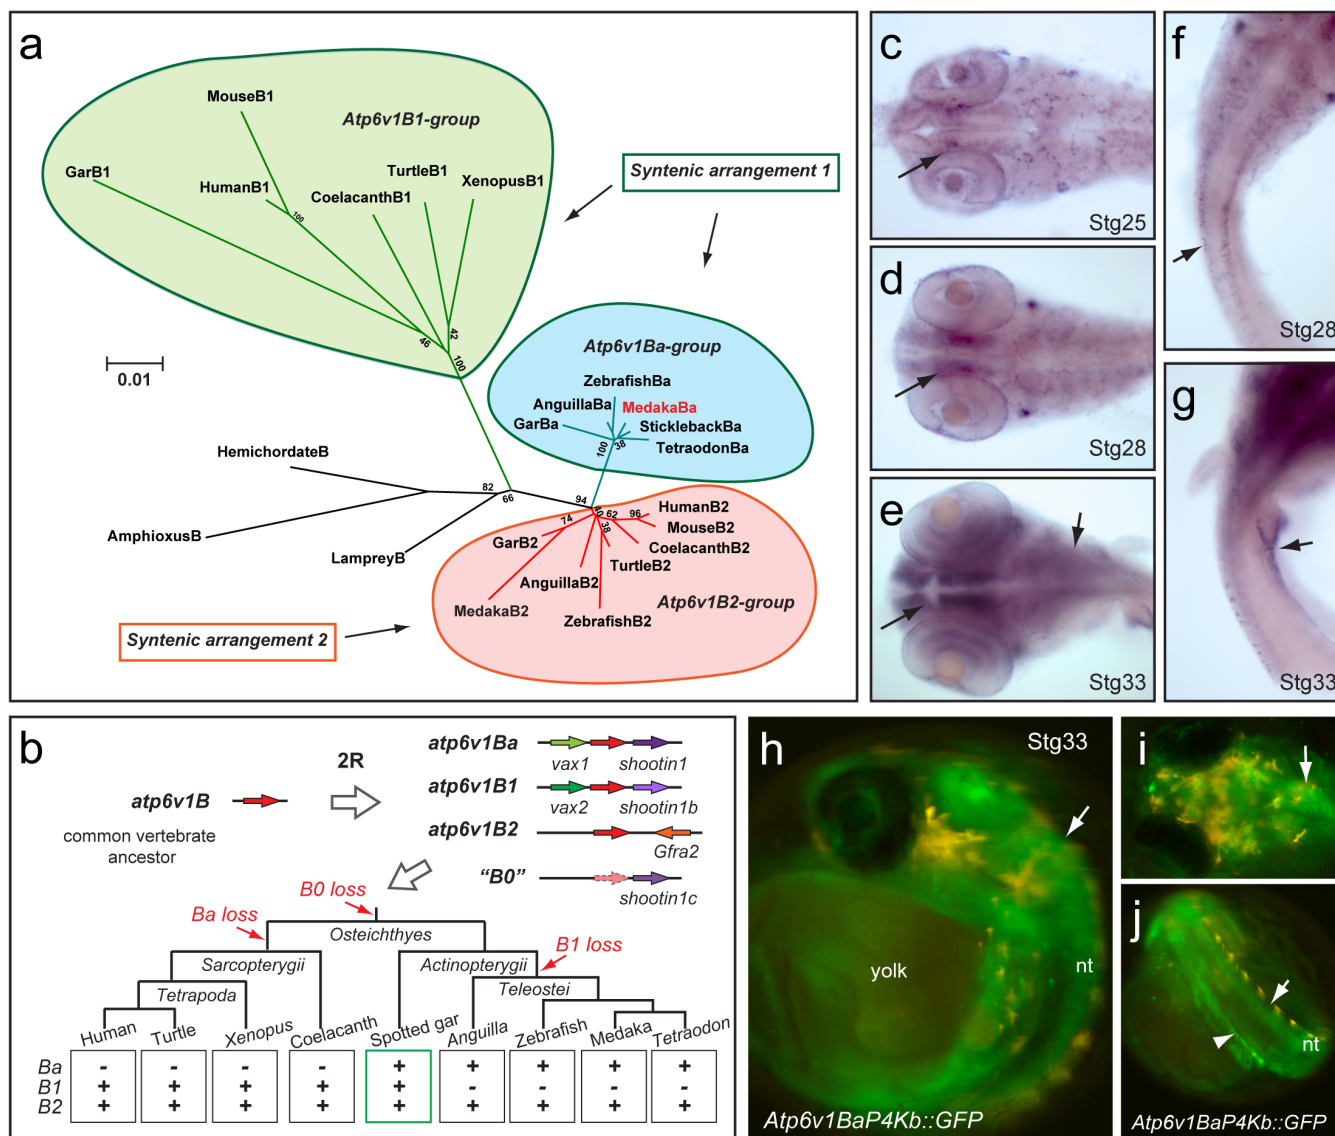 a
MouseB1
Atp6v1B1-group
GarB1
HumanB1
TurtleB1
XenopusB1
CoelacanthB1
Syntenic arrangement 1
100
46
42
100
0.01
Atp6v1Ba-group
ZebrafishBa
AnguillaBa
MedakaBa
GarBa
SticklebackBa
TetraodonBa
100
38
HemichordateB
82
66
94
AmphioxusB
LampreyB
74
40
62
96
38
HumanB2
MouseB2
GarB2
CoelacanthB2
TurtleB2
AnguillaB2
MedakaB2
Atp6v1B2-group
ZebrafishB2
Syntenic arrangement 2
c
Stg25
d
Stg28
e
Stg33
f
Stg28
g
Stg33
b
atp6v1B
common vertebrate
ancestor
2R
atp6v1Ba
vax1
shootin1
atp6v1B1
vax2
shootin1b
atp6v1B2
Gfra2
“B0”
shootin1c
B0 loss
Ba loss
B1 loss
Osteichthyes
Sarcopterygii
Actinopterygii
Tetrapoda
Teleostei
Human Turtle Xenopus Coelacanth Spotted gar Anguilla Zebrafish Medaka Tetraodon
Ba - - - - + + + + +
B1 + + + + + - - - -
B2 + + + + + + + + +
h
Stg33
yolk
nt
Atp6v1BaP4Kb::GFP
i
j
nt
Atp6v1BaP4Kb::GFP